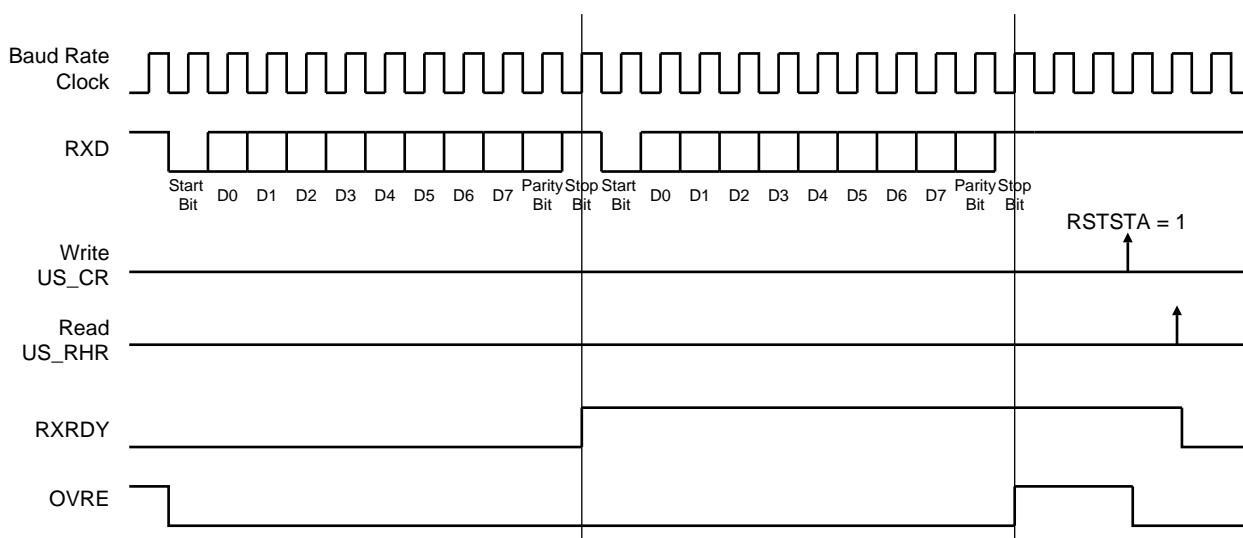 Baud Rate
Clock
RXD
Start
Bit
D0 D1 D2 D3 D4 D5 D6 D7
Parity
Bit
Stop
Bit
Start
Bit
D0 D1 D2 D3 D4 D5 D6 D7
Parity
Bit
Stop
Bit
RSTSTA = 1
Write
US_CR
Read
US_RHR
RXRDY
OVRE